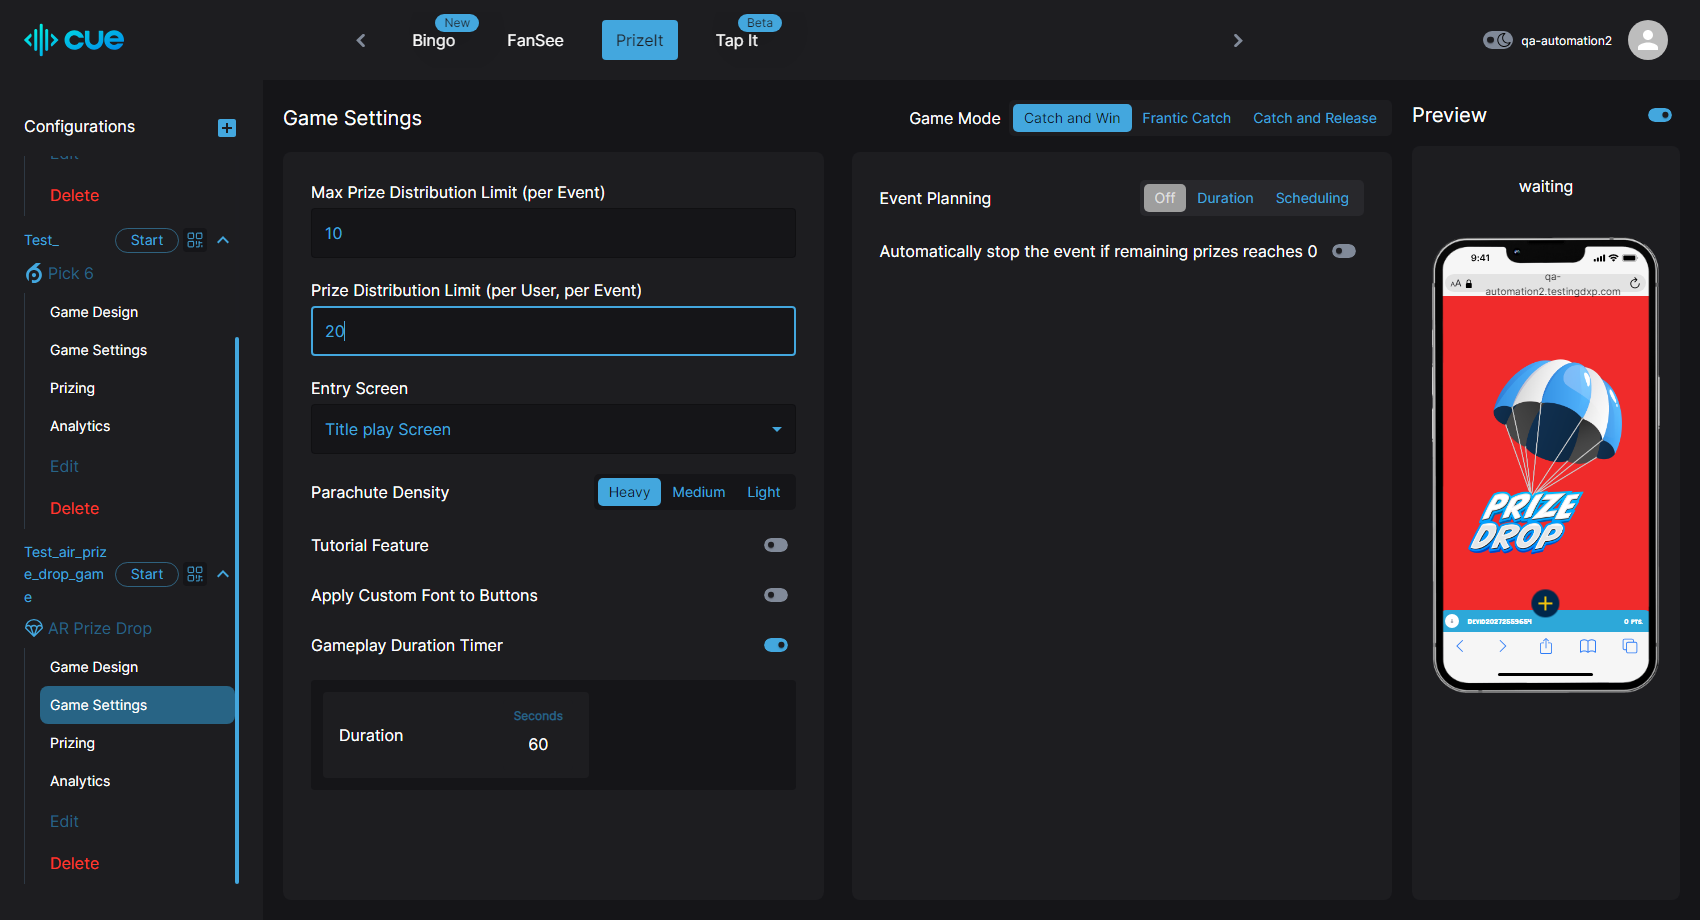 cue
New
Bingo
FanSee
PrizeIt
Beta
Tap It
qa-automation2
Configurations
Edit
Delete
Test_
Start
Pick 6
Game Design
Game Settings
Prizing
Analytics
Edit
Delete
Test_air_priz
e_drop_gam
e
Start
AR Prize Drop
Game Design
Game Settings
Prizing
Analytics
Edit
Delete
Game Settings
Game Mode
Catch and Win
Frantic Catch
Catch and Release
Max Prize Distribution Limit (per Event)
10
Prize Distribution Limit (per User, per Event)
20
Entry Screen
Title play Screen
Parachute Density
Heavy
Medium
Light
Tutorial Feature
Apply Custom Font to Buttons
Gameplay Duration Timer
Duration
Seconds
60
Event Planning
Off
Duration
Scheduling
Automatically stop the event if remaining prizes reaches 0
Preview
waiting
9:41
AA
qa-
automation2.testingdxp.com
PRIZE
DROP
0 PTS.